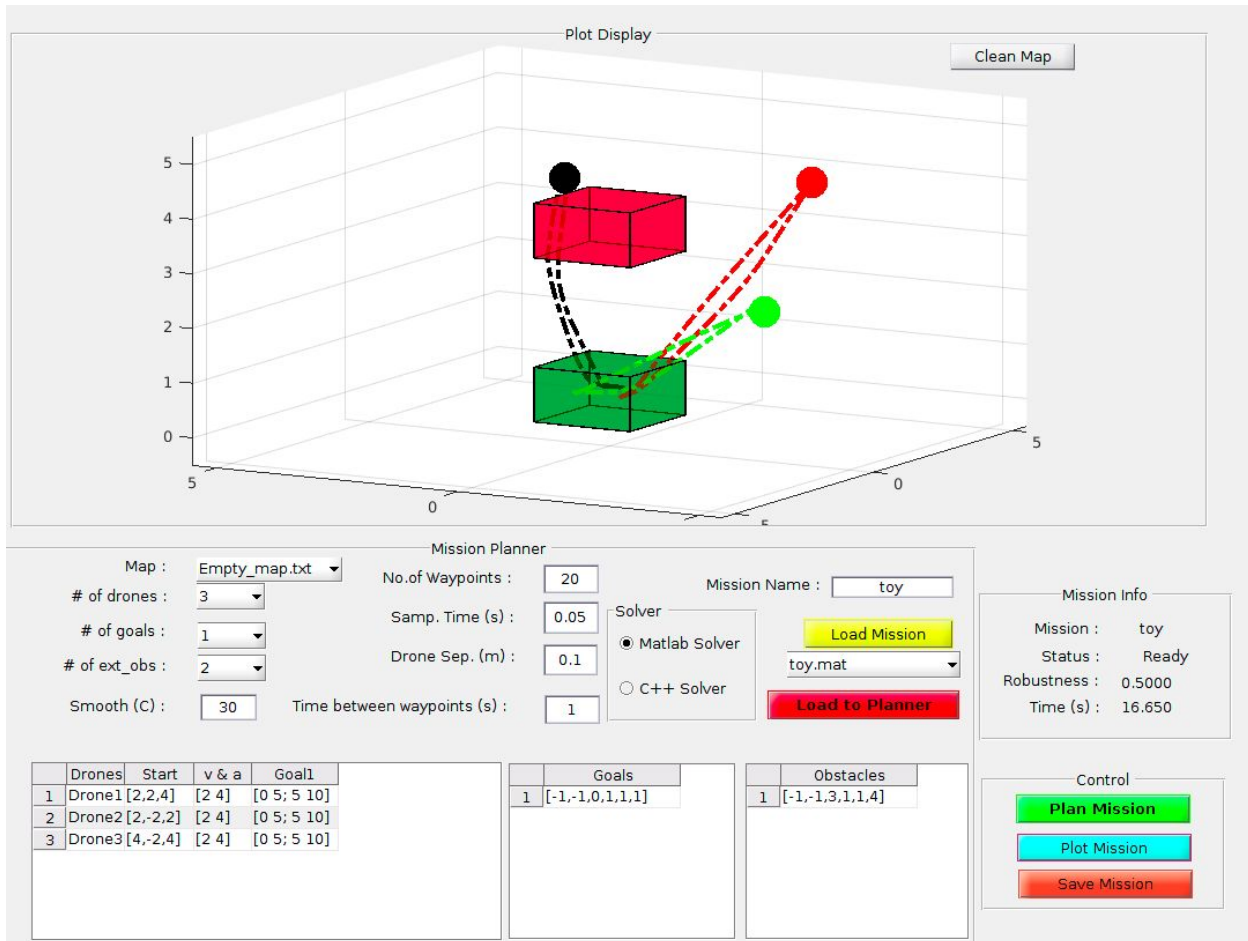 Plot Display
Clean Map
5
4
3
2
1
0
5
0
5
0
Mission Planner
Map : Empty_map.txt
# of drones : 3
# of goals : 1
# of ext_obs : 2
Smooth (C) : 30
No.of Waypoints : 20
Samp. Time (s) : 0.05
Drone Sep. (m) : 0.1
Time between waypoints (s) : 1
Solver
Matlab Solver
C++ Solver
Mission Name : toy
Load Mission
toy.mat
Load to Planner
Mission Info
Mission : toy
Status : Ready
Robustness : 0.5000
Time (s) : 16.650
Drones Start v & a Goal1
1 Drone1 [2,2,4] [2 4] [0 5; 5 10]
2 Drone2 [2,-2,2] [2 4] [0 5; 5 10]
3 Drone3 [4,-2,4] [2 4] [0 5; 5 10]
Goals
1 [-1,-1,0,1,1,1]
Obstacles
1 [-1,-1,3,1,1,4]
Control
Plan Mission
Plot Mission
Save Mission